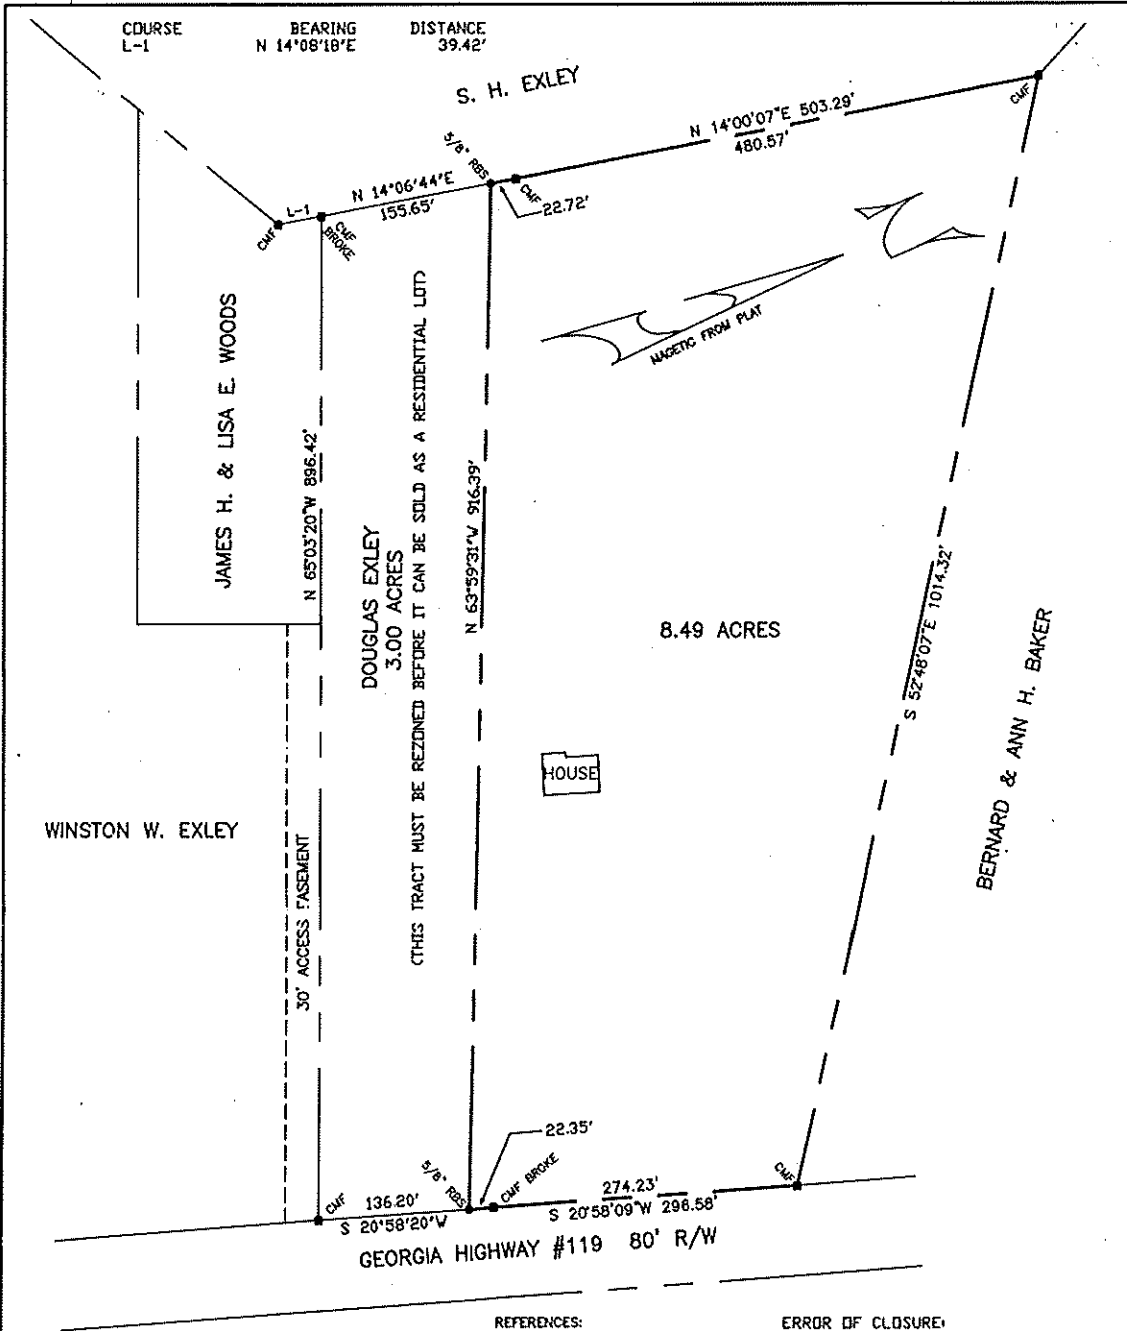 COURSE BEARING DISTANCE
L-1 N 14°08'18"E 39.42'
S. H. EXLEY
N 14°00'07"E 503.29'
480.57'
CMF
5/8" RBS
CMF
22.72'
N 14°06'44"E
155.65'
L-1
CMF
CMF
BROKE
MAGETIC FROM PLAT
JAMES H. & LISA E. WOODS
N 65°03'20"W 896.42'
DOUGLAS EXLEY
3.00 ACRES
(THIS TRACT MUST BE REZONED BEFORE IT CAN BE SOLD AS A RESIDENTIAL LOT)
N 63°59'31"W 916.39'
8.49 ACRES
S 52°48'07"E 1014.32'
BERNARD & ANN H. BAKER
HOUSE
WINSTON W. EXLEY
30' ACCESS EASEMENT
22.35'
5/8" RBS
CMF BROKE
CMF
CMF
136.20'
S 20°58'20"W
274.23'
S 20°58'09"W 296.58'
GEORGIA HIGHWAY #119 80' R/W
REFERENCES:
ERROR OF CLOSURE: